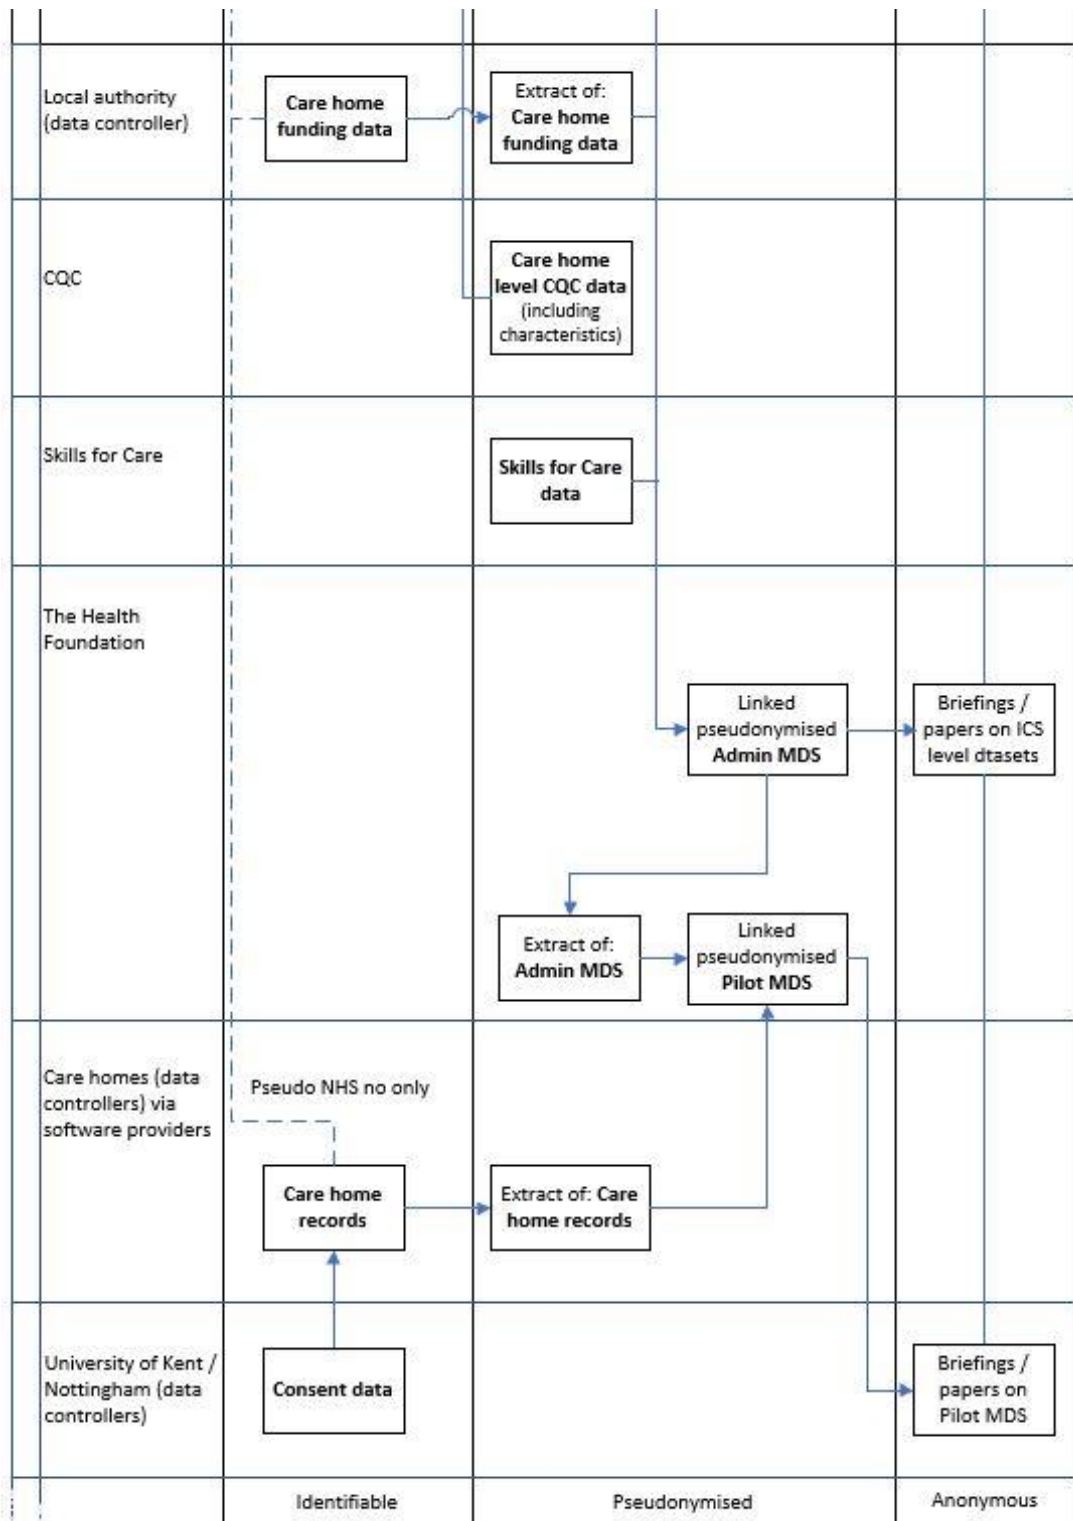 Local authority
(data controller)
Care home
funding data
Extract of:
Care home
funding data
CQC
Care home
level CQC data
(including
characteristics)
Skills for Care
Skills for Care
data
The Health
Foundation
Linked
pseudonymised
Admin MDS
Briefings /
papers on ICS
level dtasets
Extract of:
Admin MDS
Linked
pseudonymised
Pilot MDS
Care homes (data
controllers) via
software providers
Pseudo NHS no only
Care home
records
Extract of: Care
home records
University of Kent /
Nottingham (data
controllers)
Consent data
Briefings /
papers on
Pilot MDS
Identifiable
Pseudonymised
Anonymous